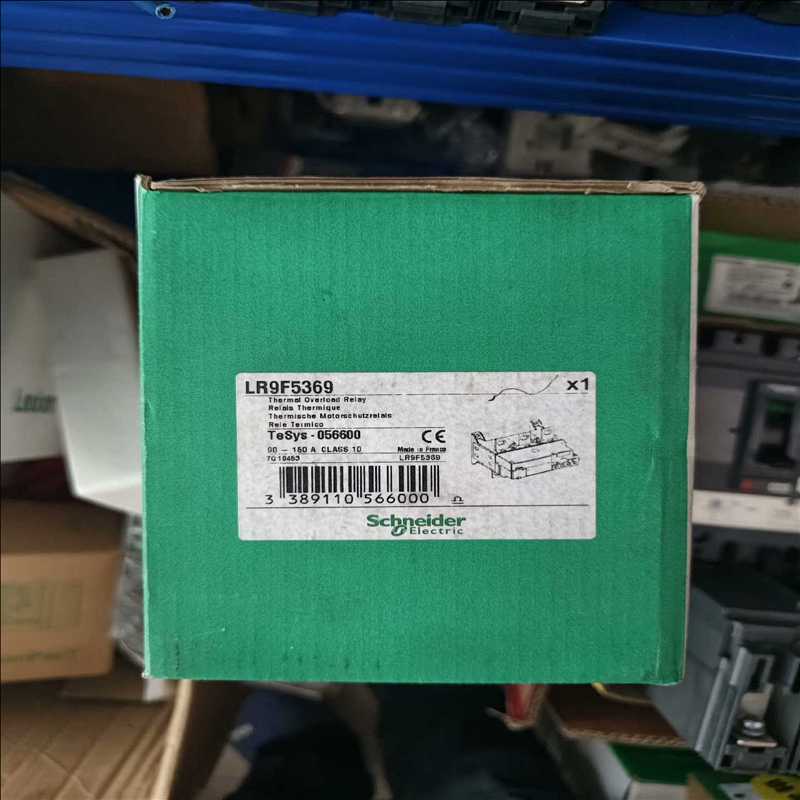 LR9F5369
x1
Thermal Overload Relay
Relais Thermique
Thermische Motorschutzrelais
Rele Termico
TeSys - 056600
CE
90 - 150 A CLASS 10
Made in France
LR9F5369
3 389110 566000
Schneider
Electric